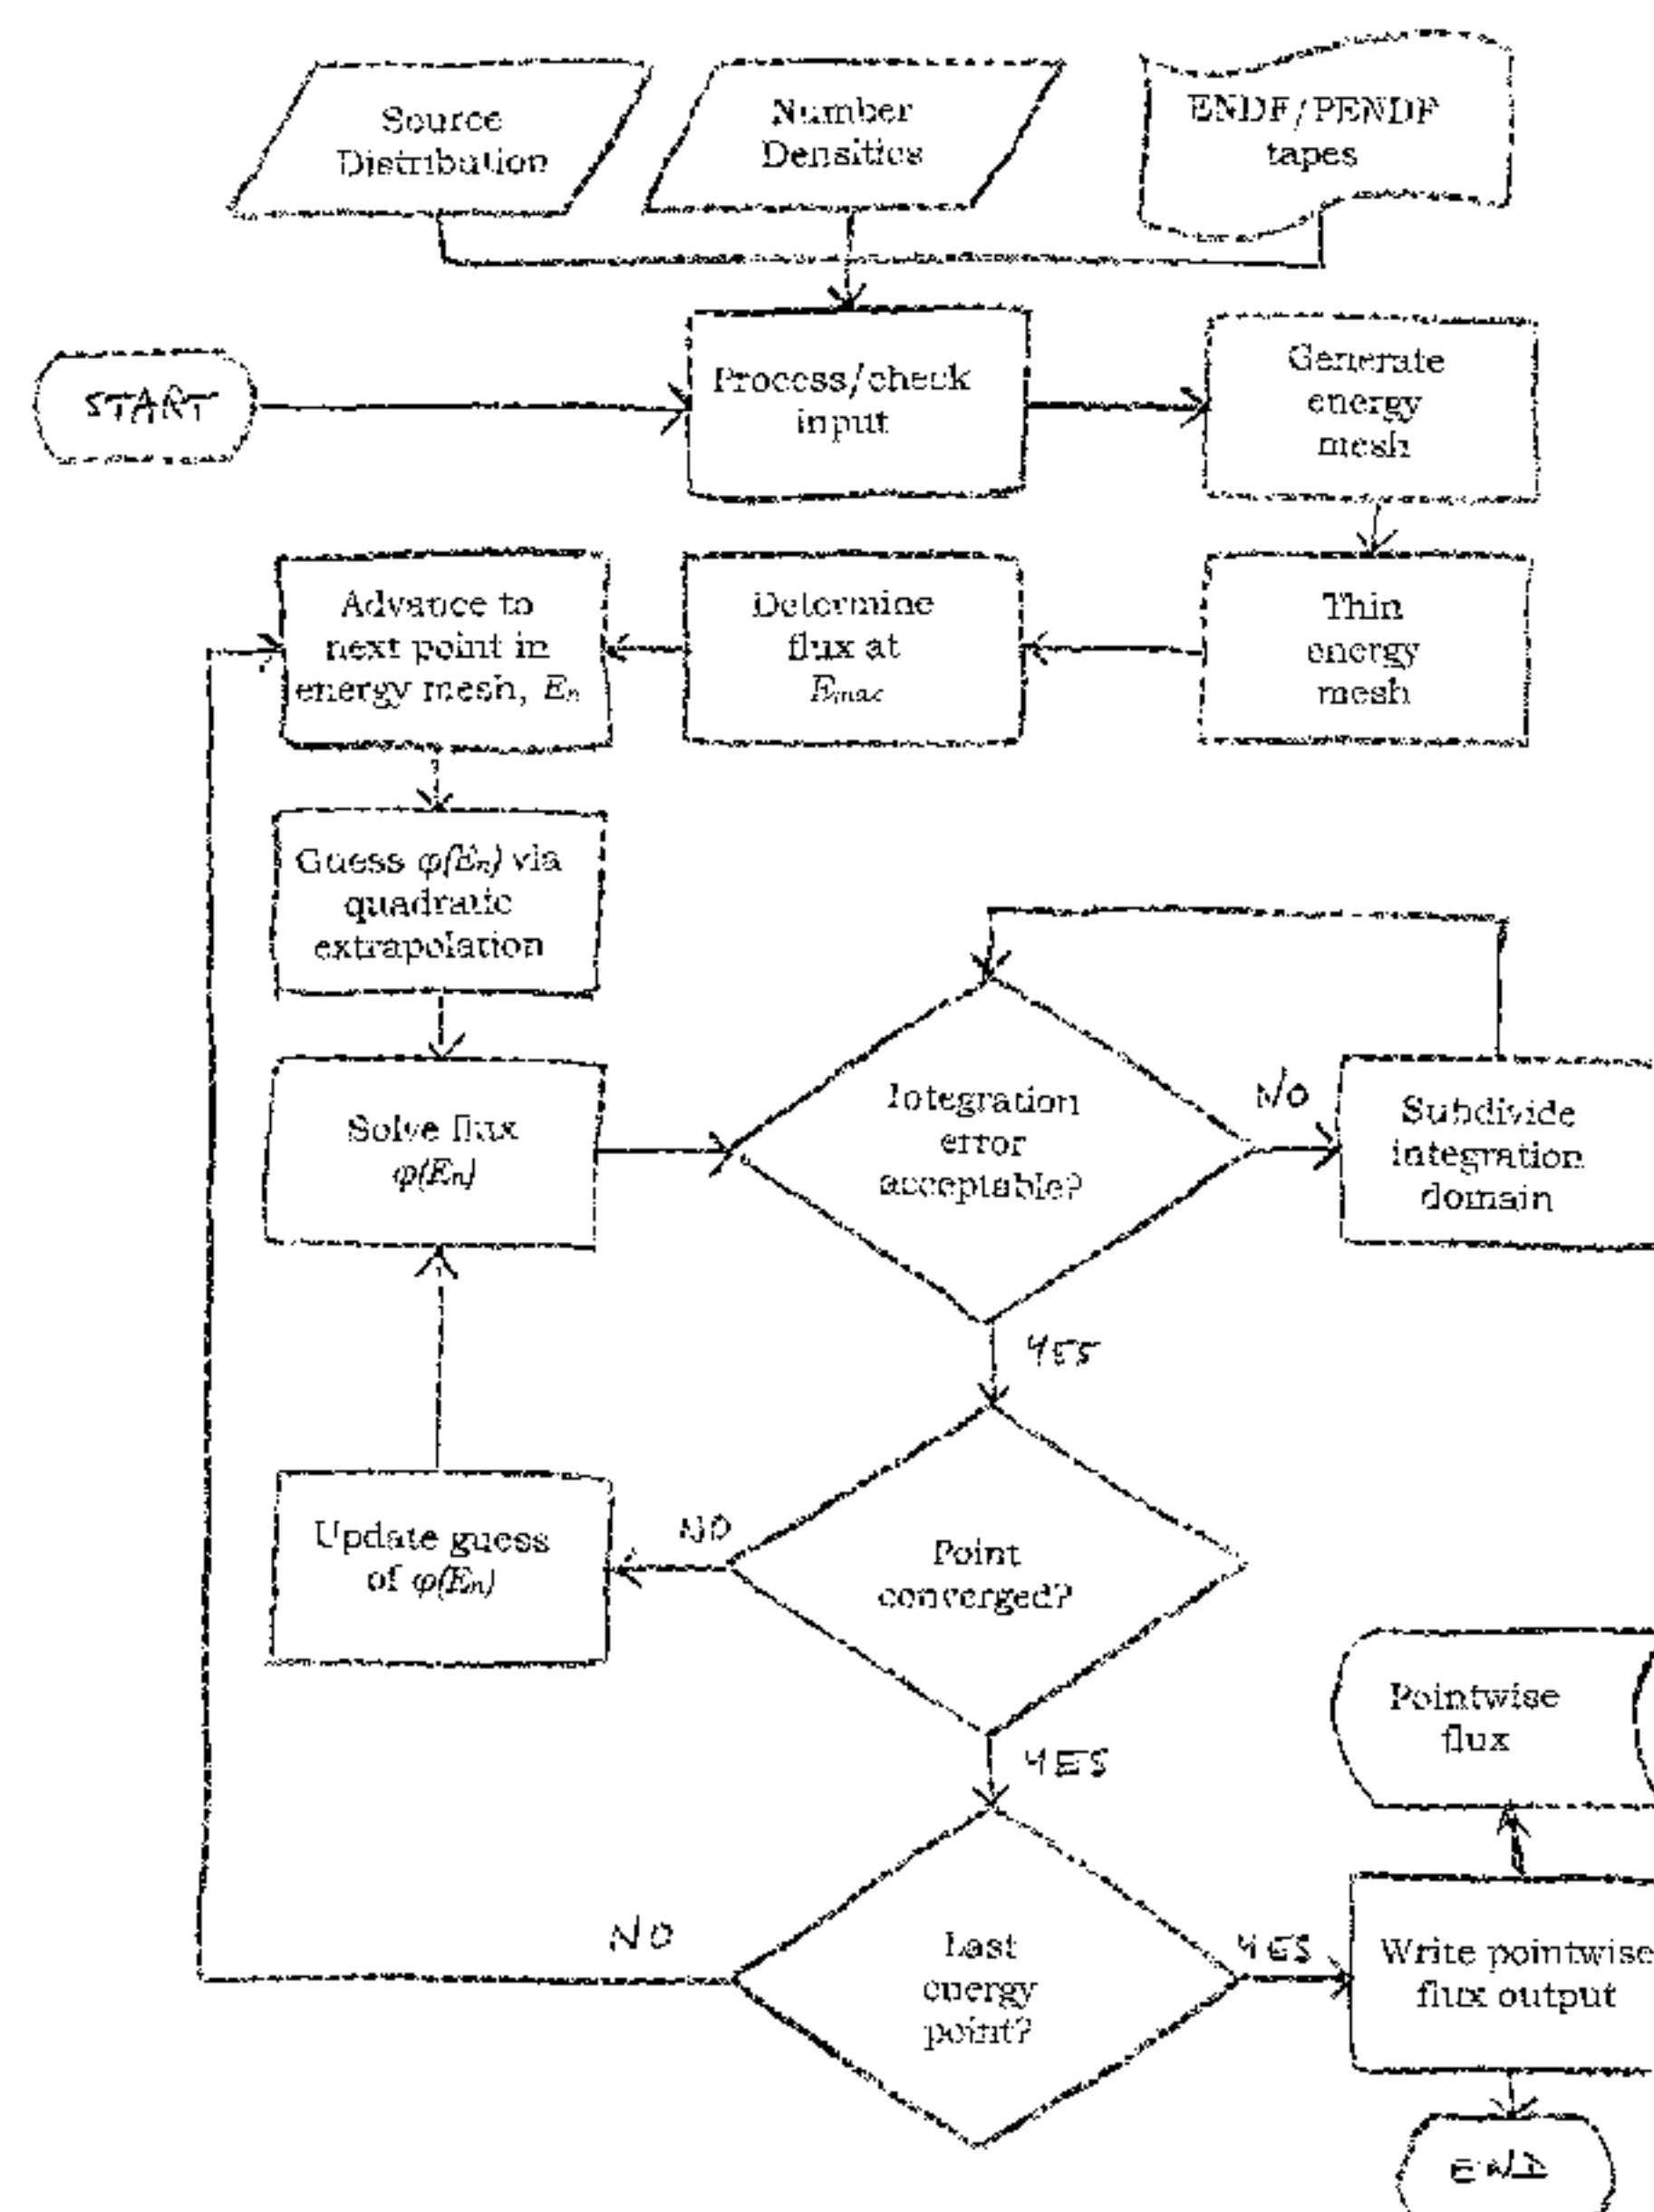 Source
Distribution
Number
Densities
ENDF/PENDF
tapes
START
Process/check
input
Generate
energy
mesh
Advance to
next point in
energy mesh, Eₙ
Determine
flux at
Eₘₐₓ
Thin
energy
mesh
Guess φ(Eₙ) via
quadratic
extrapolation
Solve flux
φ(Eₙ)
Integration
error
acceptable?
NO
Subdivide
integration
domain
YES
Update guess
of φ(Eₙ)
NO
Point
converged?
YES
Pointwise
flux
NO
Last
energy
point?
YES
Write pointwise
flux output
END